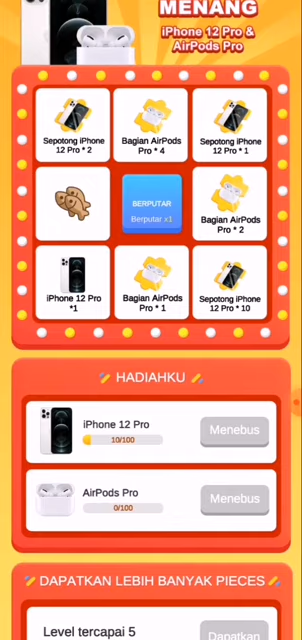 MENANG
iPhone 12 Pro &
AirPods Pro
Sepotong iPhone
12 Pro * 2
Bagian AirPods
Pro * 4
Sepotong iPhone
12 Pro * 1
BERPUTAR
Berputar x1
Bagian AirPods
Pro * 2
iPhone 12 Pro
*1
Bagian AirPods
Pro * 1
Sepotong iPhone
12 Pro * 10
HADIAHKU
iPhone 12 Pro
10/100
Menebus
AirPods Pro
0/100
Menebus
DAPATKAN LEBIH BANYAK PIECES
Level tercapai 5
Dapatkan